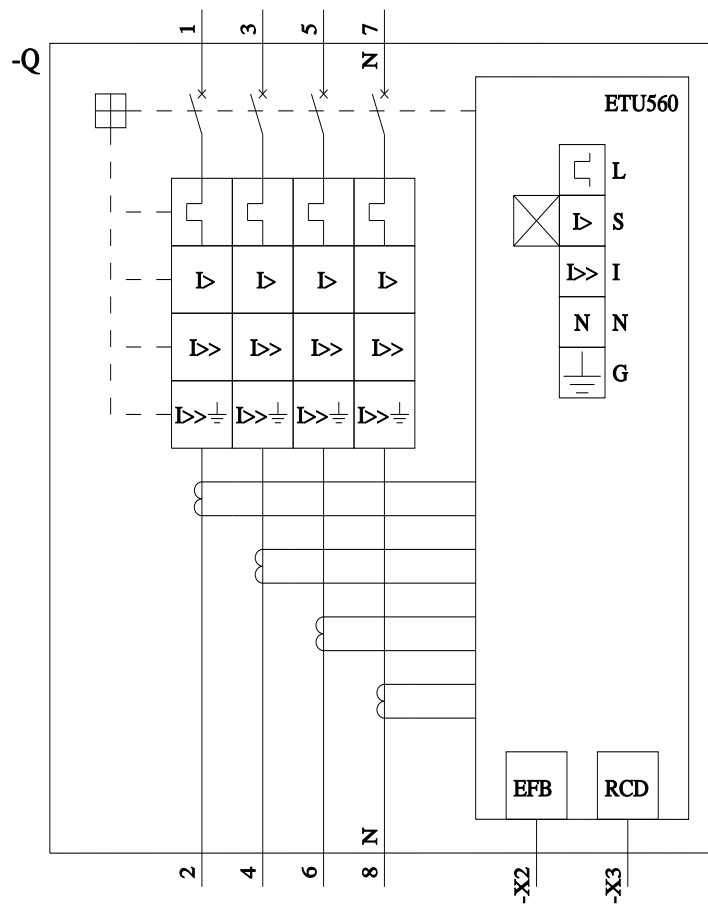 1 3 5 7
N
-Q
ETU560
L
I> S
I>> I
N N
G
I> I> I> I>
I>> I>> I>> I>>
I>> I>> I>> I>>
EFB RCD
N
2 4 6 8 -X2 -X3